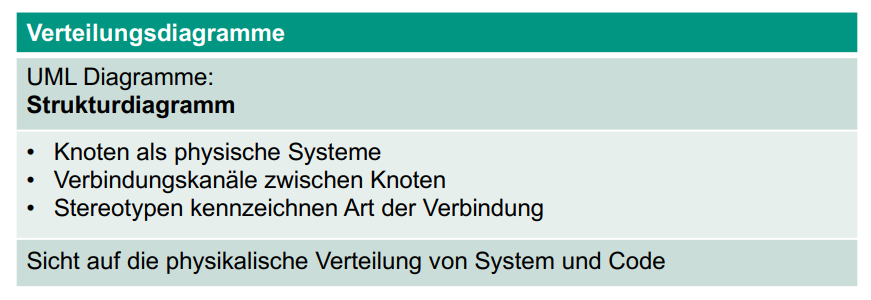 Verteilungsdiagramme
UML Diagramme:
Strukturdiagramm
• Knoten als physische Systeme
• Verbindungskanäle zwischen Knoten
• Stereotypen kennzeichnen Art der Verbindung
Sicht auf die physikalische Verteilung von System und Code